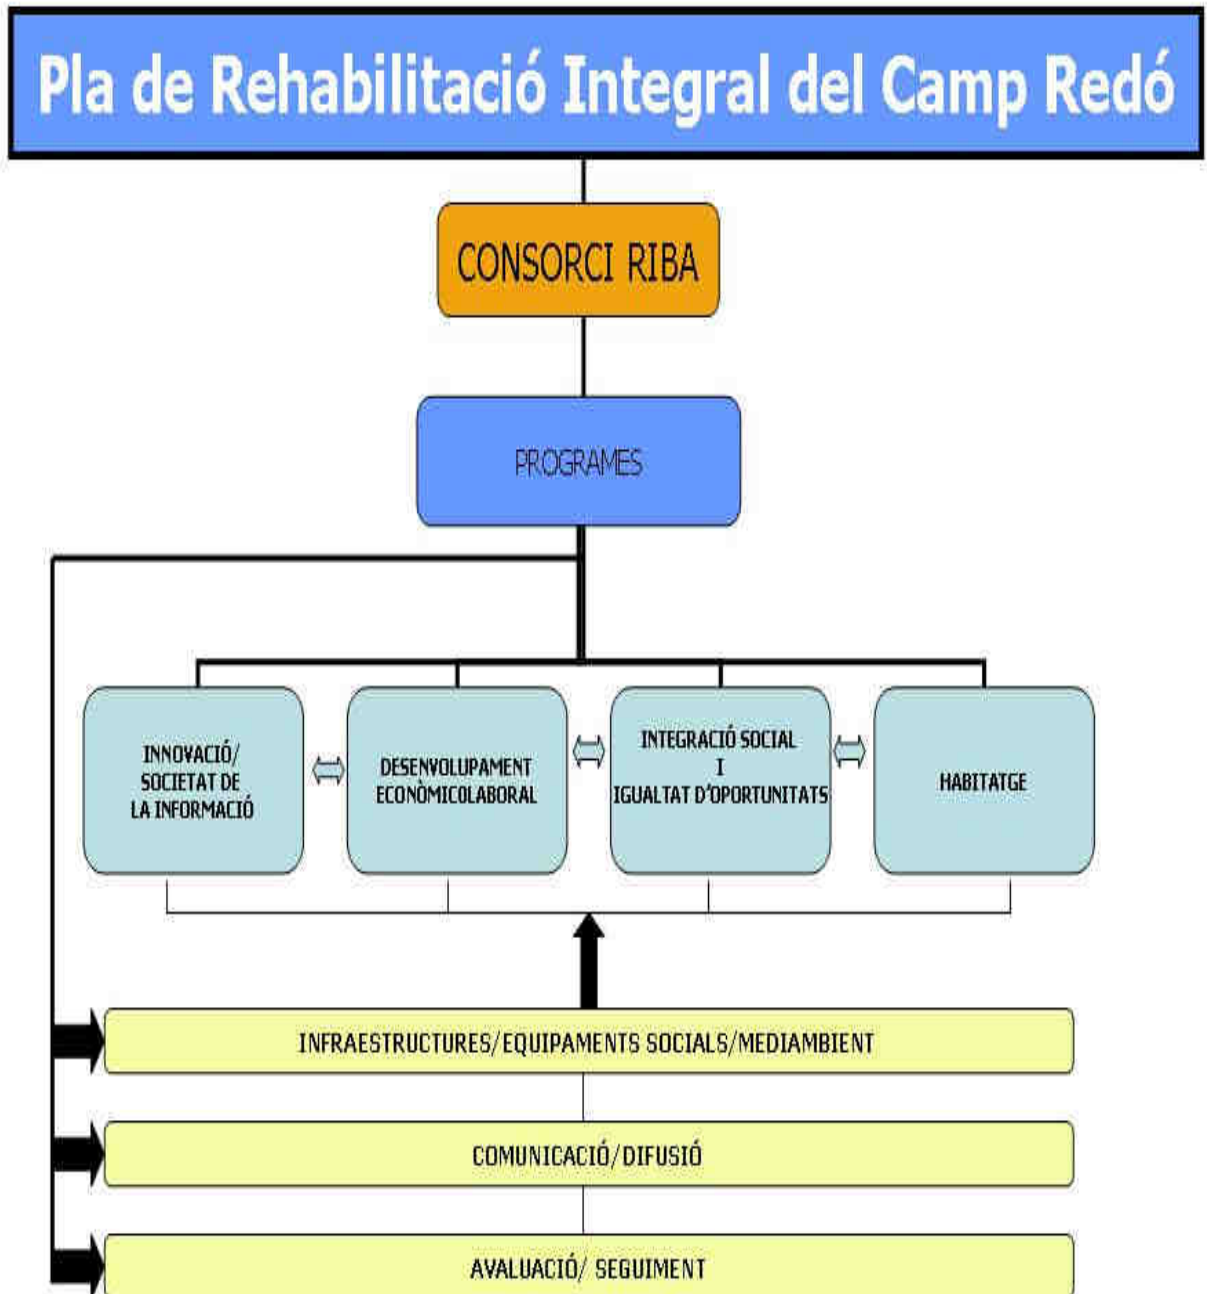 Pla de Rehabilitació Integral del Camp Redó
CONSORCI RIBA
PROGRAMES
INNOVACIÓ/
SOCIETAT DE
LA INFORMACIÓ
DESENVOLUPAMENT
ECONÒMICOLABORAL
INTEGRACIÓ SOCIAL
I
IGUALTAT D'OPORTUNITATS
HABITATGE
INFRAESTRUCTURES/EQUIPAMENTS SOCIALS/MEDIAMBIENT
COMUNICACIÓ/DIFUSIÓ
AVALUACIÓ/ SEGUIMENT